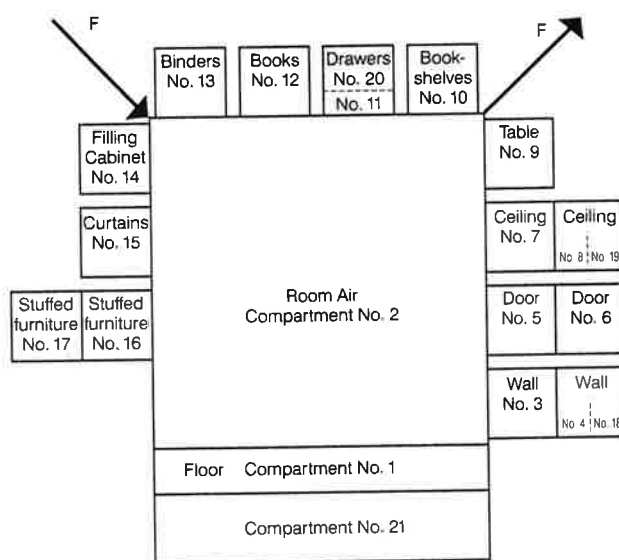 F
F
Binders
No. 13
Books
No. 12
Drawers
No. 20
No. 11
Book-
shelves
No. 10
Filling
Cabinet
No. 14
Table
No. 9
Curtains
No. 15
Ceiling
No. 7
Ceiling
No 8 No 19
Stuffed
furniture
No. 17
Stuffed
furniture
No. 16
Room Air
Compartment No. 2
Door
No. 5
Door
No. 6
Wall
No. 3
Wall
No 4 No. 18
Floor Compartment No. 1
Compartment No. 21